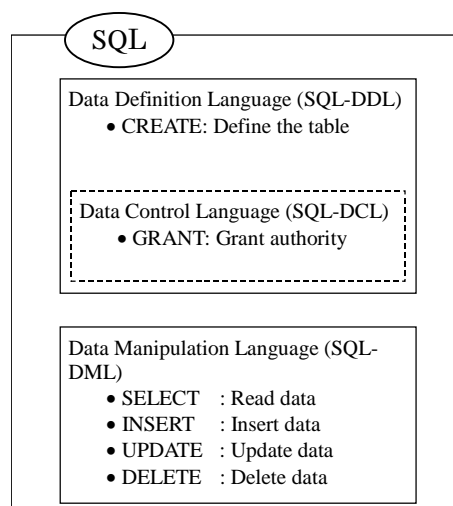 SQL
Data Definition Language (SQL-DDL)
• CREATE: Define the table
Data Control Language (SQL-DCL)
• GRANT: Grant authority
Data Manipulation Language (SQL-
DML)
• SELECT : Read data
• INSERT : Insert data
• UPDATE : Update data
• DELETE : Delete data